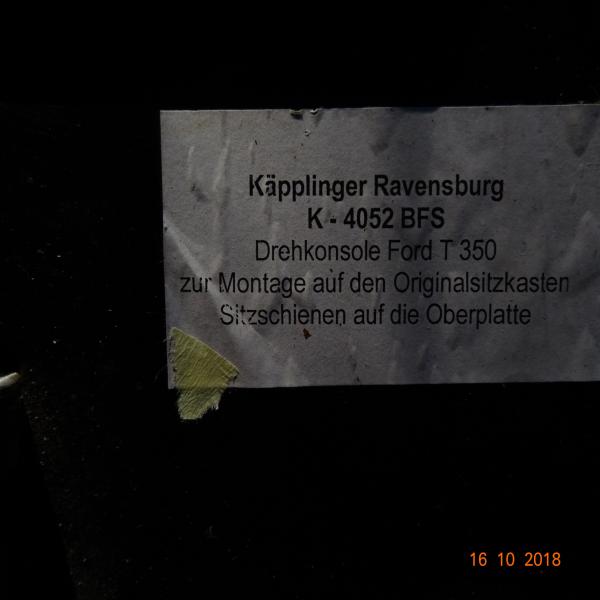 Käpplinger Ravensburg
K - 4052 BFS
Drehkonsole Ford T 350
zur Montage auf den Originalsitzkasten
Sitzschienen auf die Oberplatte
16 10 2018